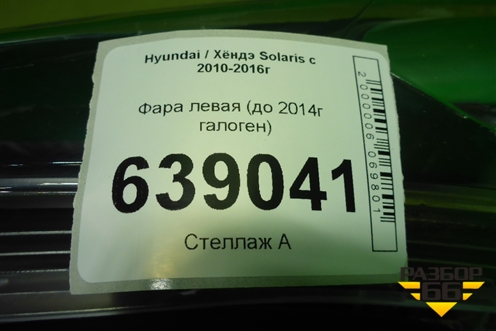 Hyundai / Хёндэ Solaris с
2010-2016г
Фара левая (до 2014г
галоген)
639041
Стеллаж А
2000006069801
РАЗБОР
66